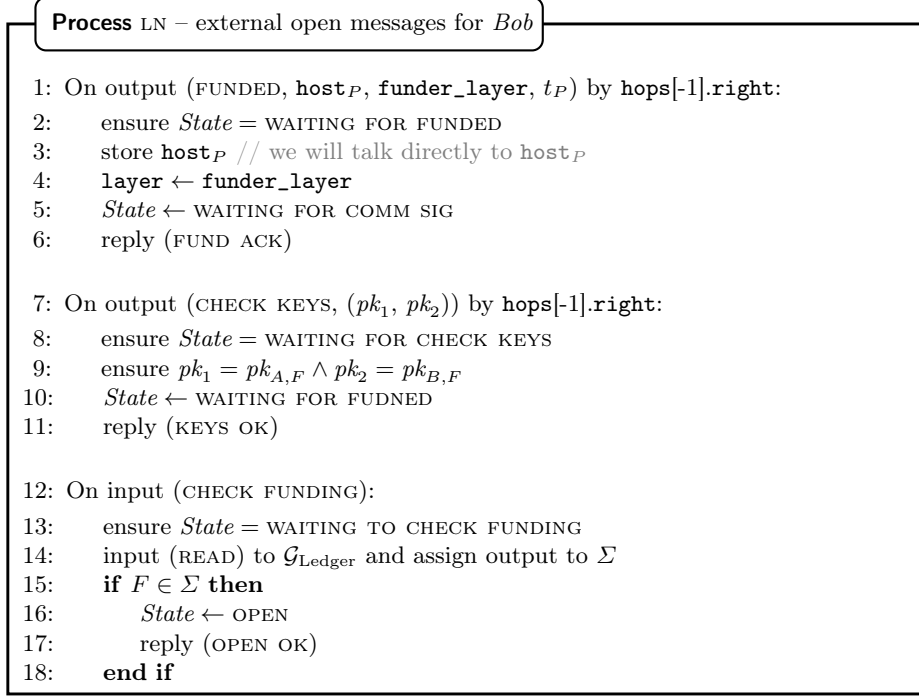 Process LN – external open messages for Bob
1: On output (FUNDED, host_P, funder_layer, t_P) by hops[-1].right:
2: ensure State = WAITING FOR FUNDED
3: store host_P // we will talk directly to host_P
4: layer ← funder_layer
5: State ← WAITING FOR COMM SIG
6: reply (FUND ACK)
7: On output (CHECK KEYS, (pk_1, pk_2)) by hops[-1].right:
8: ensure State = WAITING FOR CHECK KEYS
9: ensure pk_1 = pk_{A,F} ∧ pk_2 = pk_{B,F}
10: State ← WAITING FOR FUDNED
11: reply (KEYS OK)
12: On input (CHECK FUNDING):
13: ensure State = WAITING TO CHECK FUNDING
14: input (READ) to 𝒢_Ledger and assign output to Σ
15: if F ∈ Σ then
16: State ← OPEN
17: reply (OPEN OK)
18: end if